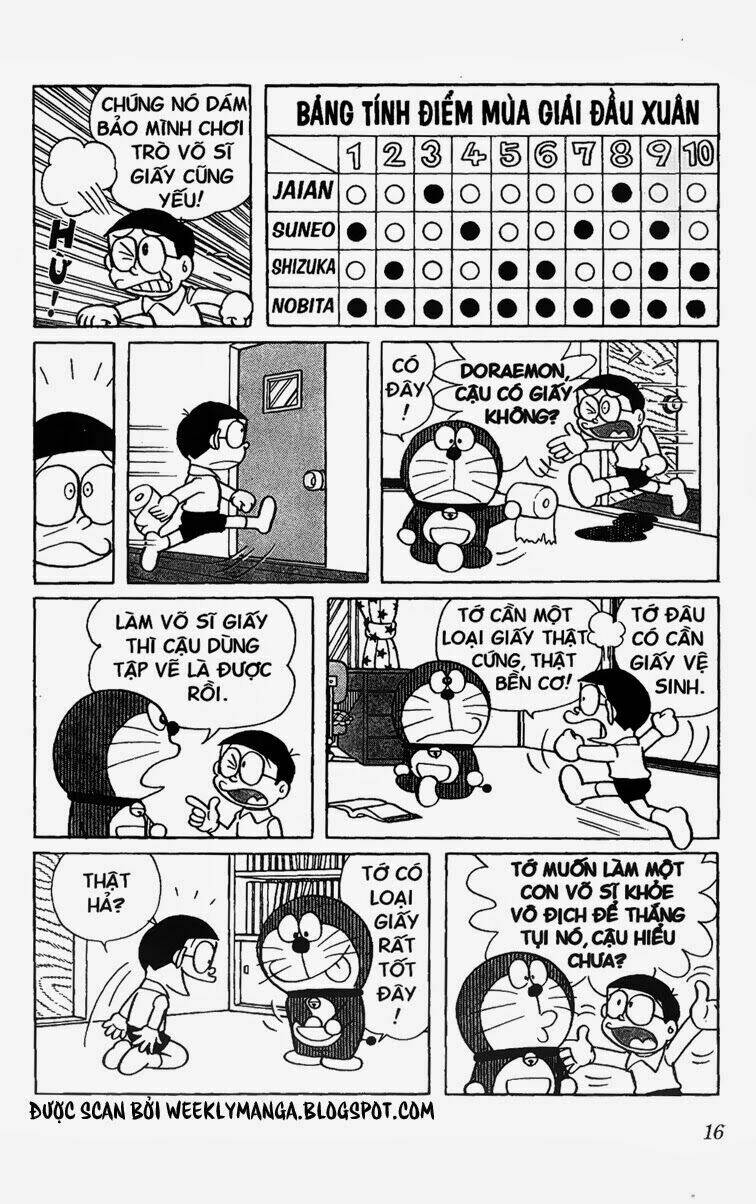 BẢNG TÍNH ĐIỂM MÙA GIẢI ĐẦU XUÂN
1 2 3 4 5 6 7 8 9 10
JAIAN
SUNEO
SHIZUKA
NOBITA
CHÚNG NÓ DÁM
BẢO MÌNH CHƠI
TRÒ VÕ SĨ
GIẤY CŨNG
YẾU!
HỪ!
DORAEMON,
CẬU CÓ GIẤY
KHÔNG?
CÓ
ĐÂY
!
TỚ ĐÂU
CÓ CẦN
GIẤY VỆ
SINH.
TỚ CẦN MỘT
LOẠI GIẤY THẬT
CỨNG, THẬT
BỀN CƠ!
LÀM VÕ SĨ GIẤY
THÌ CẬU DÙNG
TẬP VẼ LÀ ĐƯỢC
RỒI.
TỚ MUỐN LÀM MỘT
CON VÕ SĨ KHỎE
VÔ ĐỊCH ĐỂ THẮNG
TỤI NÓ, CẬU HIỂU
CHƯA?
TỚ CÓ
LOẠI
GIẤY
RẤT
TỐT
ĐÂY
!
THẬT
HẢ?
ĐƯỢC SCAN BỞI WEEKLYMANGA.BLOGSPOT.COM
16